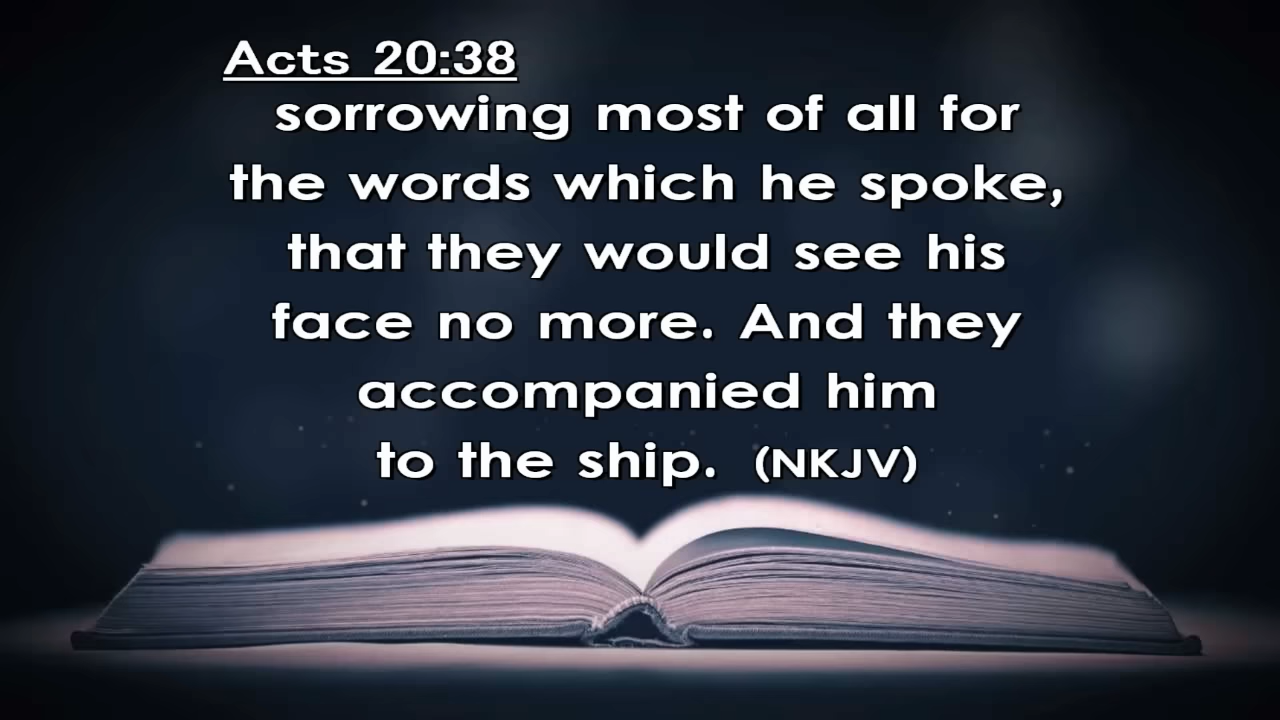 Acts 20:38
sorrowing most of all for
the words which he spoke,
that they would see his
face no more. And they
accompanied him
to the ship. (NKJV)